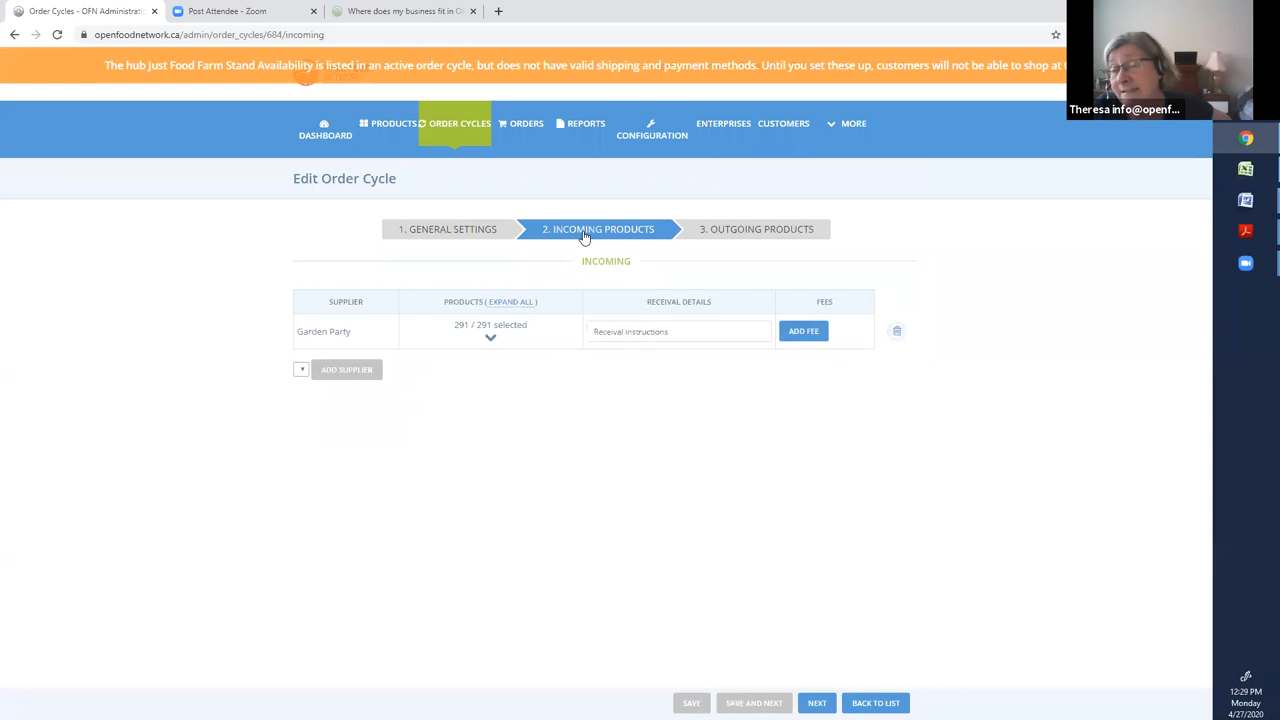 Order Cycles - OFN Administrat
Post Attendee - Zoom
Where does my business fit in O
openfoodnetwork.ca/admin/order_cycles/684/incoming
The hub Just Food Farm Stand Availability is listed in an active order cycle, but does not have valid shipping and payment methods. Until you set these up, customers will not be able to shop at t
Theresa info@openf...
DASHBOARD
PRODUCTS
ORDER CYCLES
ORDERS
REPORTS
CONFIGURATION
ENTERPRISES
CUSTOMERS
MORE
Edit Order Cycle
1. GENERAL SETTINGS
2. INCOMING PRODUCTS
3. OUTGOING PRODUCTS
INCOMING
SUPPLIER
PRODUCTS ( EXPAND ALL )
RECEIVAL DETAILS
FEES
Garden Party
291 / 291 selected
Receival instructions
ADD FEE
ADD SUPPLIER
SAVE
SAVE AND NEXT
NEXT
BACK TO LIST
12:29 PM
Monday
4/27/2020